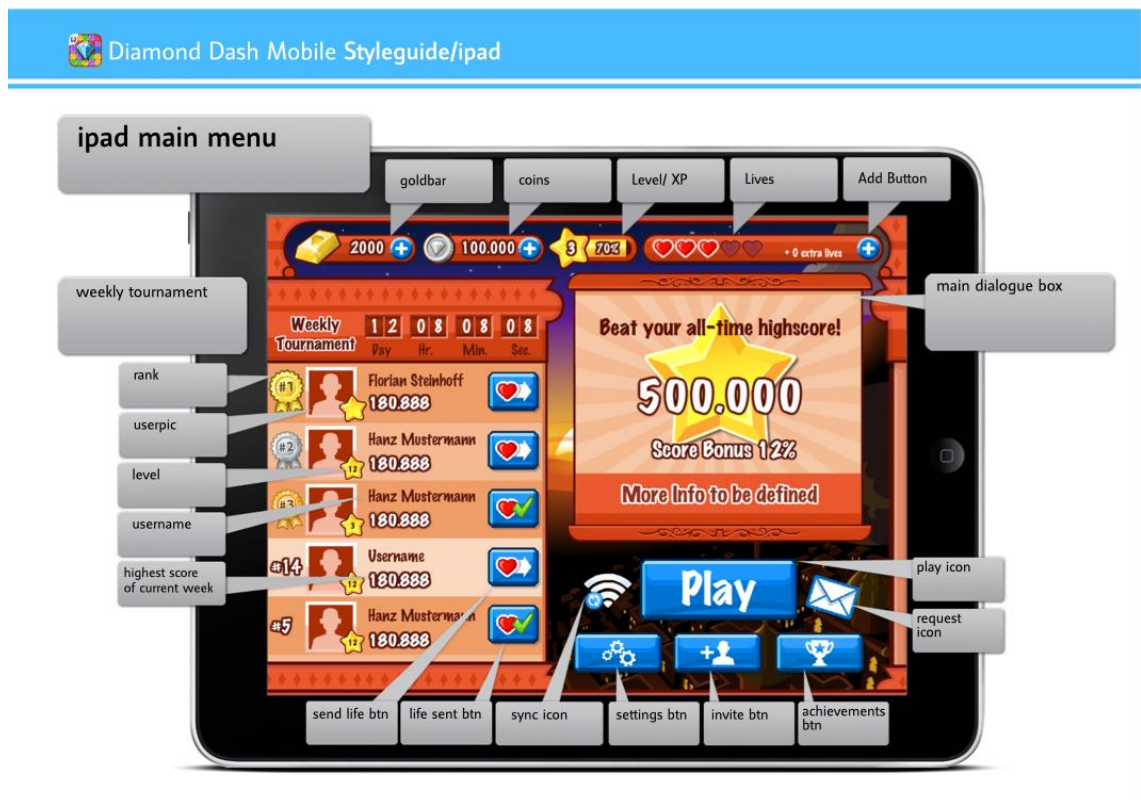 Diamond Dash Mobile Styleguide/ipad
ipad main menu
goldbar
coins
Level/ XP
Lives
Add Button
2000
100.000
3
70%
+ 0 extra lives
weekly tournament
main dialogue box
Weekly
Tournament
12 08 08 08
Day Hr. Min. Sec.
Beat your all-time highscore!
500.000
Score Bonus 12%
More Info to be defined
rank
userpic
level
username
highest score
of current week
#1
Florian Steinhoff
180.888
#2
Hanz Mustermann
12
180.888
#3
Hanz Mustermann
3
180.888
#14
Username
12
180.888
#5
Hanz Mustermann
12
180.888
Play
play icon
request
icon
send life btn
life sent btn
sync icon
settings btn
invite btn
achievements
btn